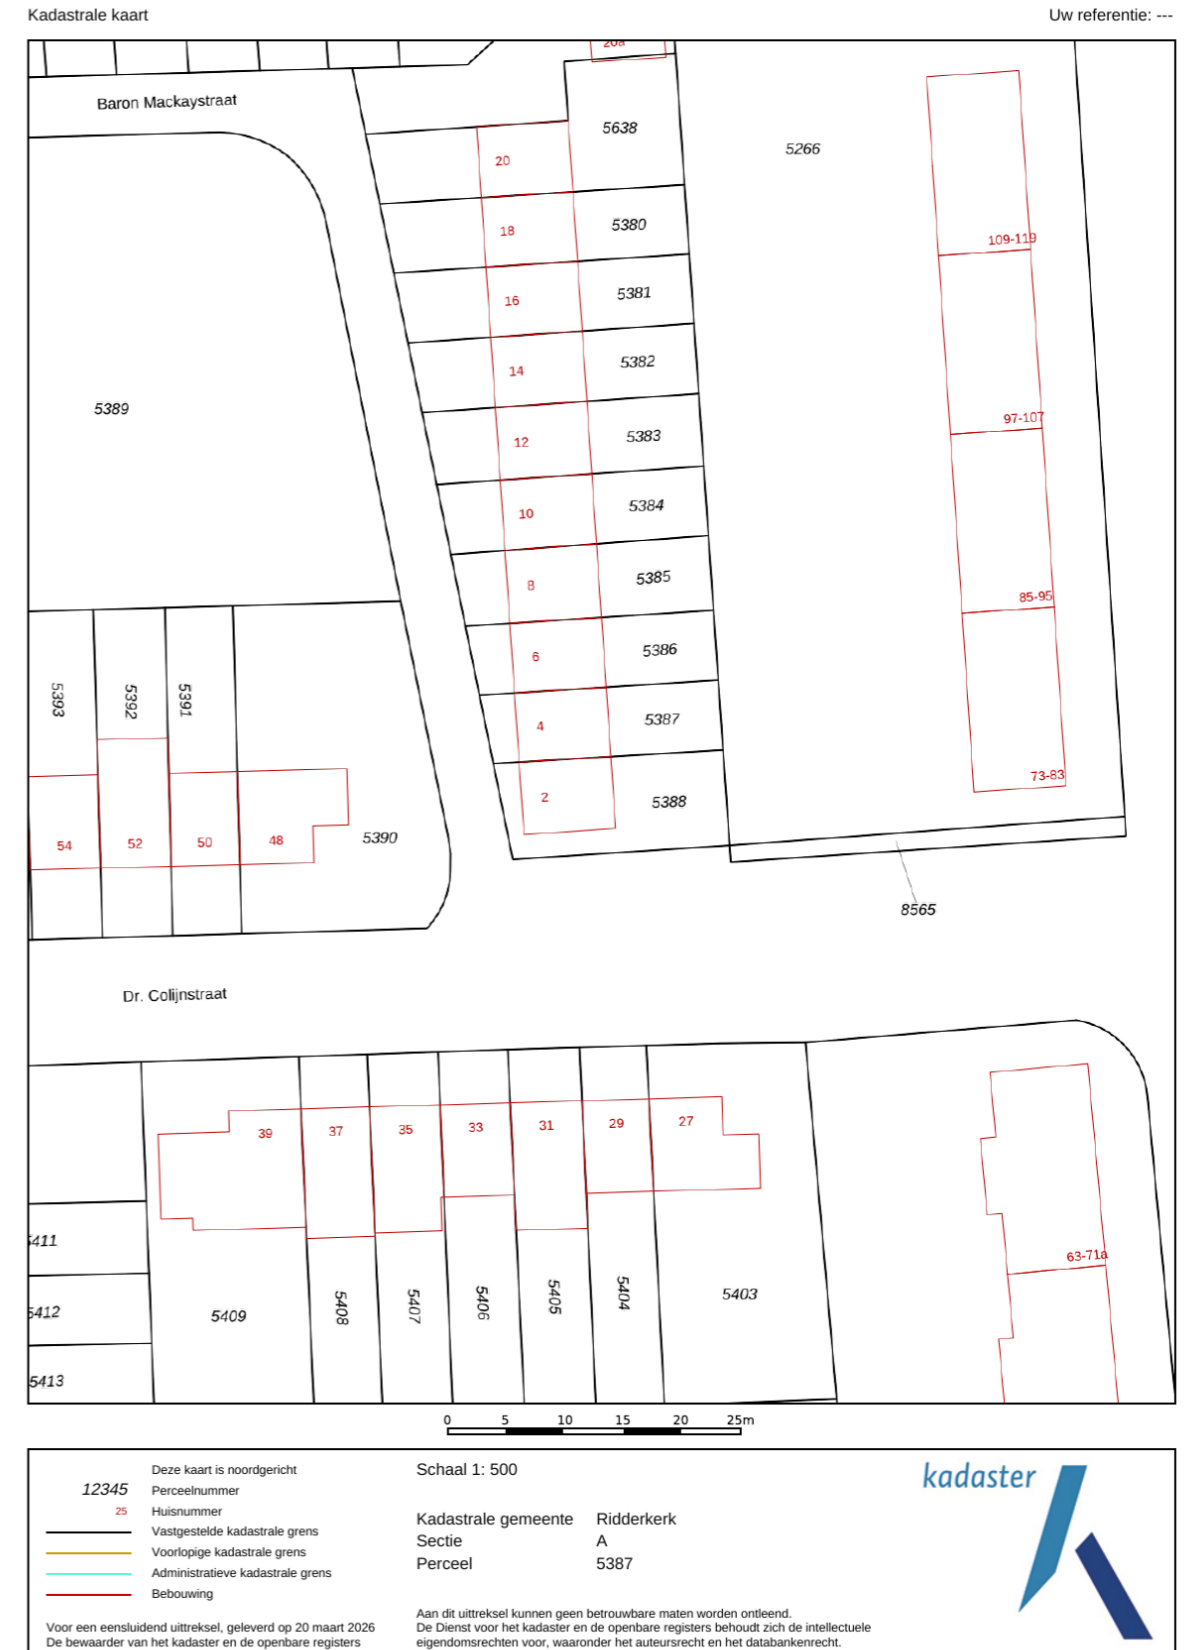 Kadastrale kaart
Uw referentie: ---
20a
Baron Mackaystraat
5638
5266
20
18
5380
109-119
16
5381
14
5382
5389
12
5383
97-107
10
5384
8
5385
85-95
6
5386
5393
5392
5391
4
5387
73-83
2
5388
54
52
50
48
5390
8565
Dr. Colijnstraat
39
37
35
33
31
29
27
5411
63-71a
5412
5409
5408
5407
5406
5405
5404
5403
5413
0 5 10 15 20 25m
Deze kaart is noordgericht
12345 Perceelnummer
25 Huisnummer
Vastgestelde kadastrale grens
Voorlopige kadastrale grens
Administratieve kadastrale grens
Bebouwing
Voor een eensluidend uittreksel, geleverd op 20 maart 2026
De bewaarder van het kadaster en de openbare registers
Schaal 1: 500
Kadastrale gemeente Ridderkerk
Sectie A
Perceel 5387
Aan dit uittreksel kunnen geen betrouwbare maten worden ontleend.
De Dienst voor het kadaster en de openbare registers behoudt zich de intellectuele
eigendomsrechten voor, waaronder het auteursrecht en het databankenrecht.
kadaster